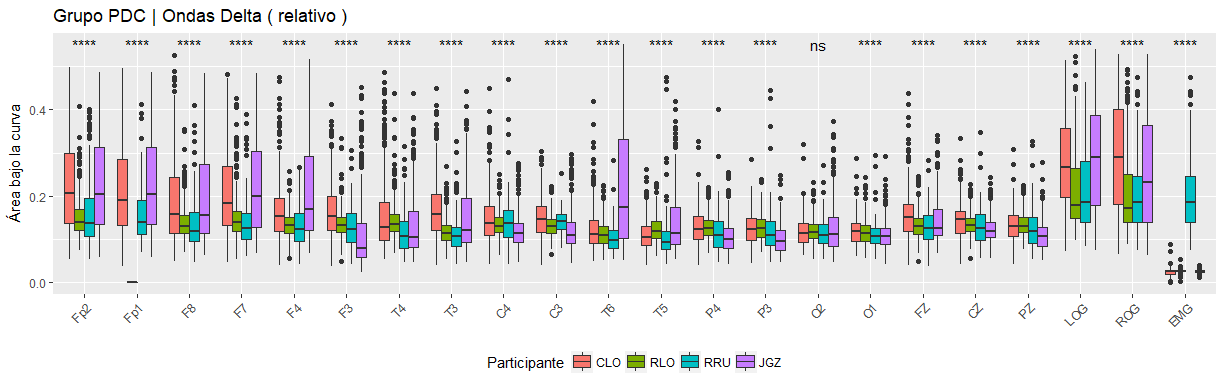 Grupo PDC | Ondas Delta ( relativo )
**** **** **** **** **** **** **** **** **** **** **** **** **** **** ns **** **** **** **** **** **** ****
Área bajo la curva
0.4
0.2
0.0
Fp2 Fp1 F8 F7 F4 F3 T4 T3 C4 C3 T6 T5 P4 P3 O2 O1 FZ CZ PZ LOG ROG EMG
Participante CLO RLO RRU JGZ